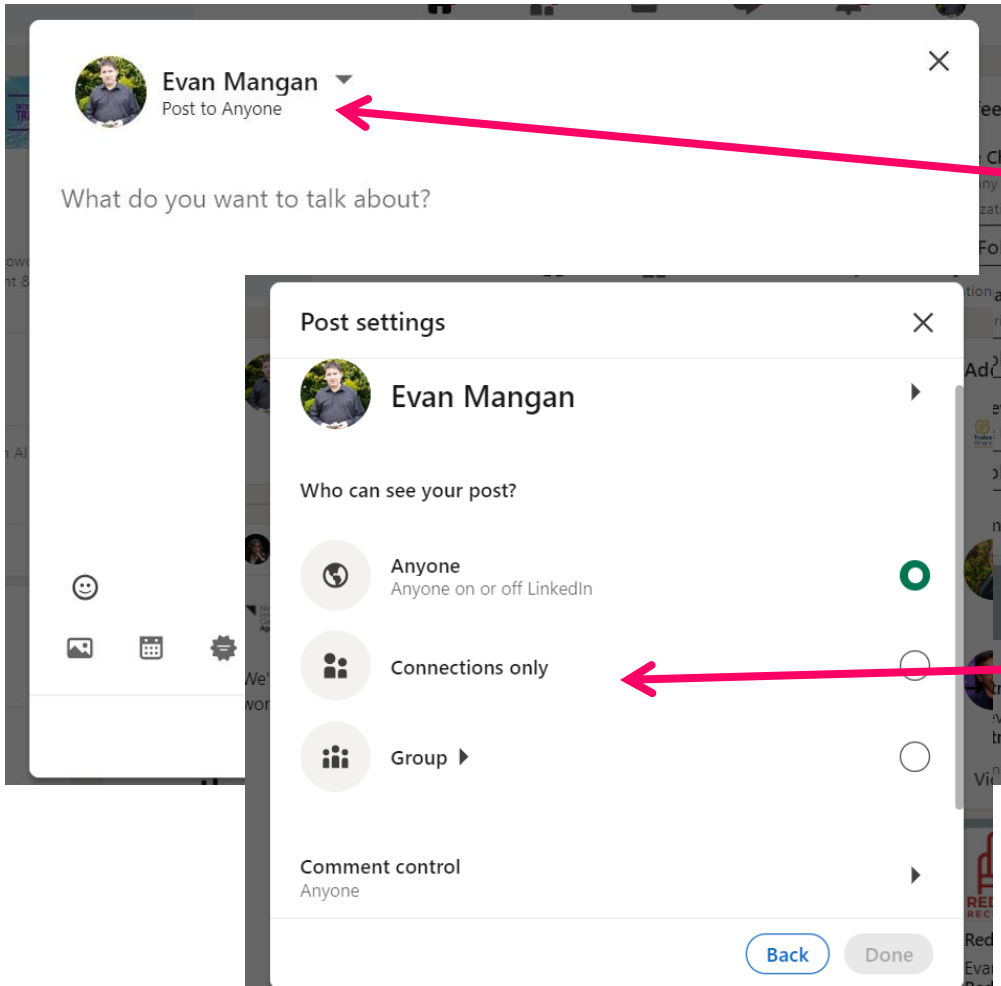 Evan Mangan
Post to Anyone
What do you want to talk about?
Post settings
Evan Mangan
Who can see your post?
Anyone
Anyone on or off LinkedIn
Connections only
Group
Comment control
Anyone
Back
Done